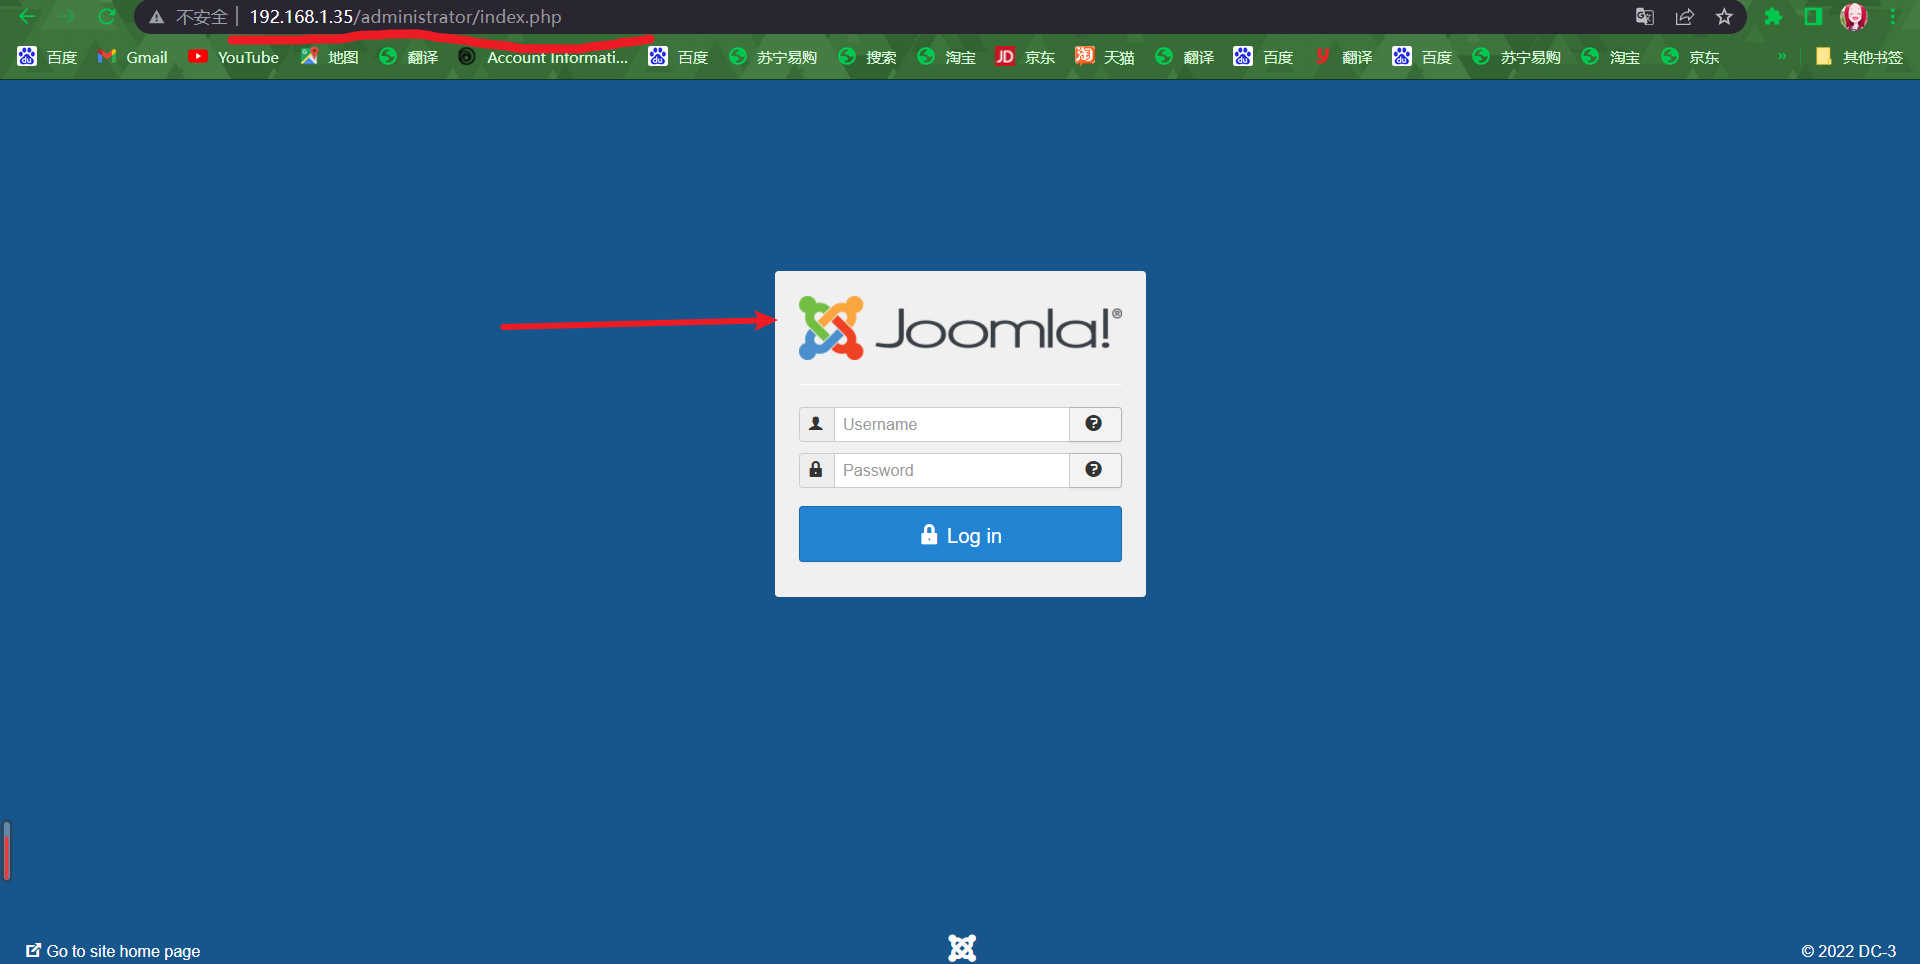 不安全 192.168.1.35/administrator/index.php
百度 Gmail YouTube 地图 翻译 Account Informati... 百度 苏宁易购 搜索 淘宝 JD 京东 天猫 翻译 百度 翻译 百度 苏宁易购 淘宝 京东 » 其他书签
Joomla!®
Username
Password
Log in
Go to site home page
© 2022 DC-3